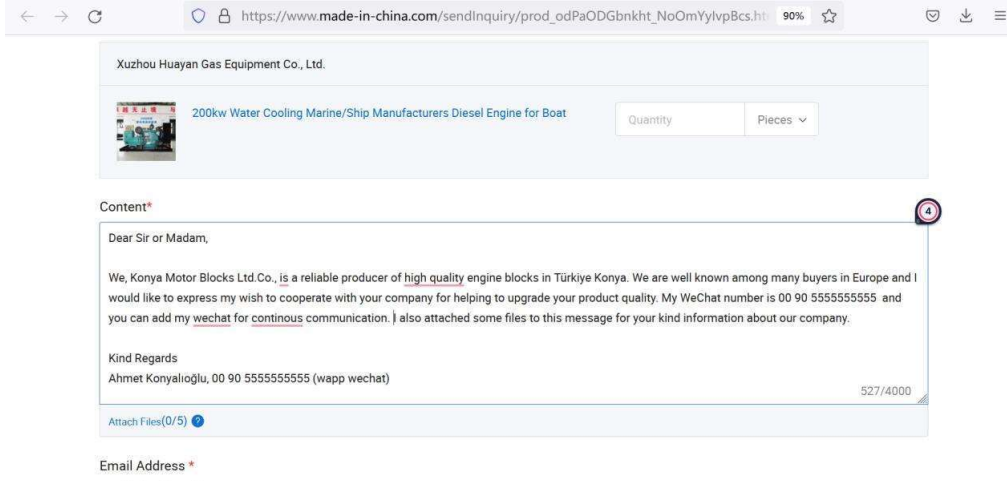 https://www.made-in-china.com/sendInquiry/prod_odPaODGbnkht_NoOmYyIvpBcs.ht 90%
Xuzhou Huayan Gas Equipment Co., Ltd.
200kw Water Cooling Marine/Ship Manufacturers Diesel Engine for Boat
Quantity
Pieces
Content*
4
Dear Sir or Madam,
We, Konya Motor Blocks Ltd.Co., is a reliable producer of high quality engine blocks in Türkiye Konya. We are well known among many buyers in Europe and I
would like to express my wish to cooperate with your company for helping to upgrade your product quality. My WeChat number is 00 90 5555555555 and
you can add my wechat for continous communication. I also attached some files to this message for your kind information about our company.
Kind Regards
Ahmet Konyalıoğlu, 00 90 5555555555 (wapp wechat)
527/4000
Attach Files(0/5) ?
Email Address *